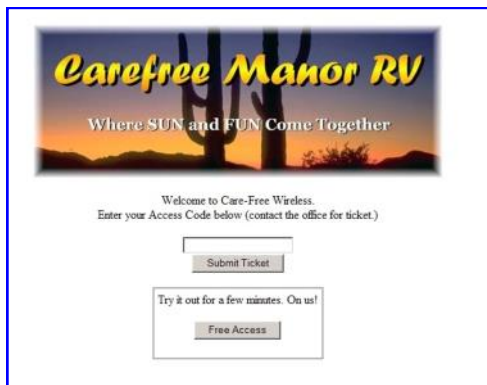 Carefree Manor RV
Where SUN and FUN Come Together
Welcome to Care-Free Wireless.
Enter your Access Code below (contact the office for ticket.)
Submit Ticket
Try it out for a few minutes. On us!
Free Access